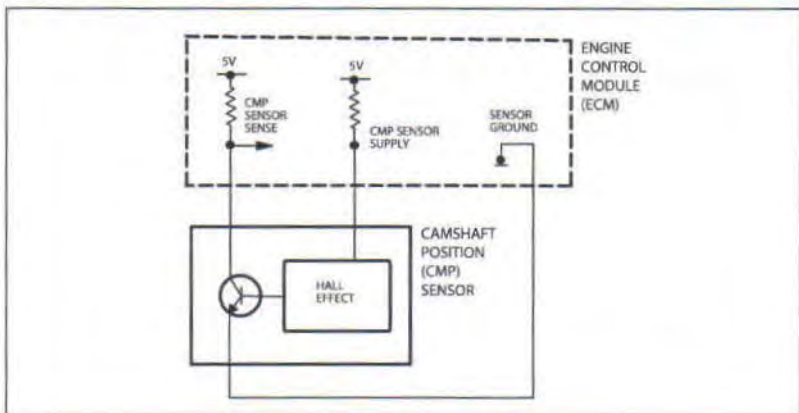 5V
CMP
SENSOR
SENSE
5V
CMP SENSOR
SUPPLY
SENSOR
GROUND
ENGINE
CONTROL
MODULE
(ECM)
HALL
EFFECT
CAMSHAFT
POSITION
(CMP)
SENSOR